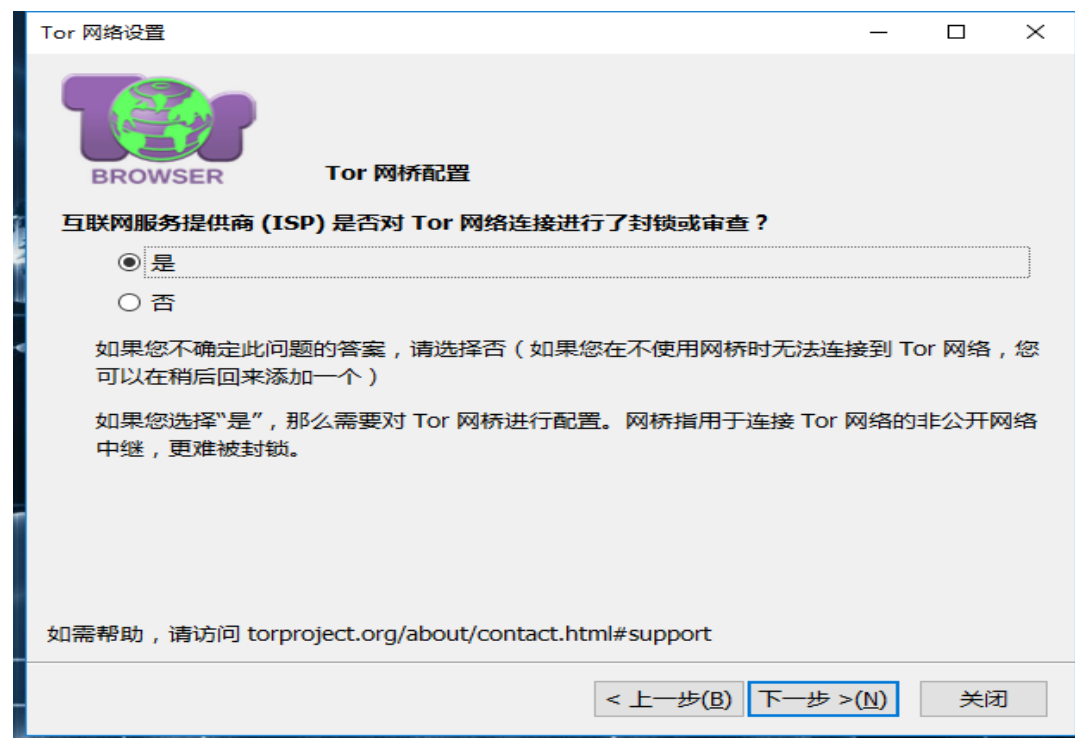 Tor 网络设置
Tor
BROWSER
Tor 网桥配置
互联网服务提供商 (ISP) 是否对 Tor 网络连接进行了封锁或审查？
是
否
如果您不确定此问题的答案，请选择否（如果您在不使用网桥时无法连接到 Tor 网络，您
可以在稍后回来添加一个）
如果您选择“是”，那么需要对 Tor 网桥进行配置。网桥指用于连接 Tor 网络的非公开网络
中继，更难被封锁。
如需帮助，请访问 torproject.org/about/contact.html#support
< 上一步(B) 下一步 >(N) 关闭